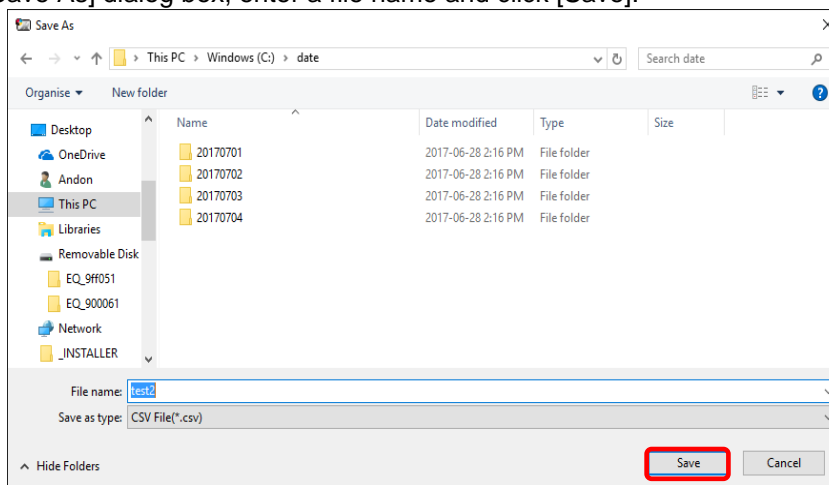 ave As] dialog box, enter a file name and click [Save].
Save As
This PC > Windows (C:) > date
Search date
Organise
New folder
Name Date modified Type Size
Desktop
OneDrive
Andon
This PC
Libraries
Removable Disk
EQ_9ff051
EQ_900061
Network
_INSTALLER
20170701 2017-06-28 2:16 PM File folder
20170702 2017-06-28 2:16 PM File folder
20170703 2017-06-28 2:16 PM File folder
20170704 2017-06-28 2:16 PM File folder
File name: test2
Save as type: CSV File(*.csv)
Hide Folders
Save Cancel